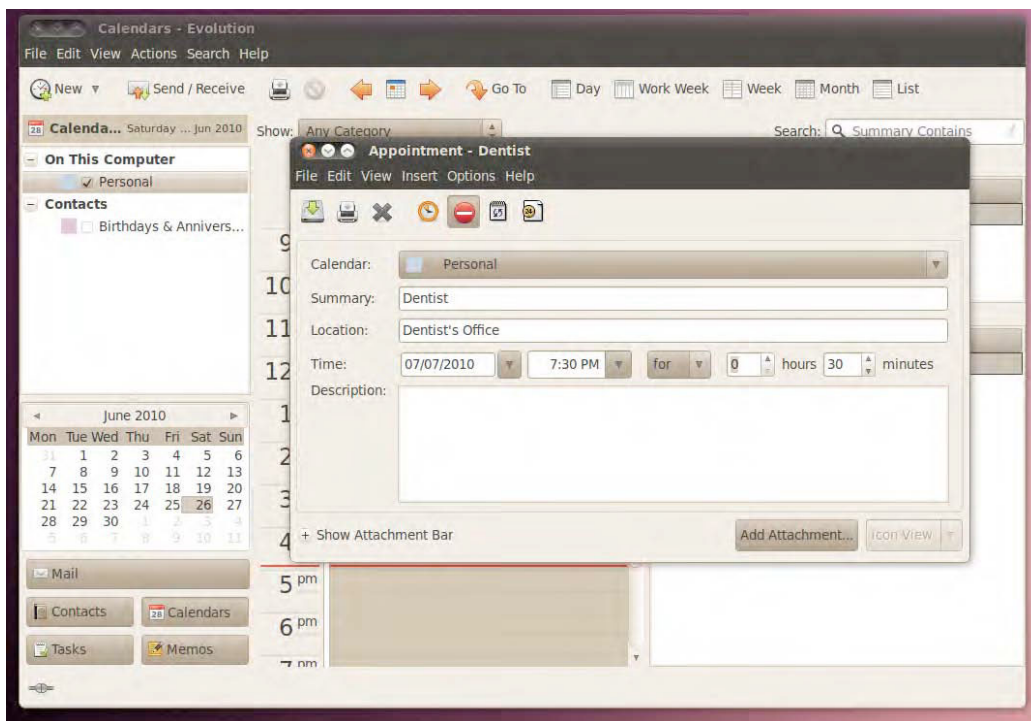 Calendars - Evolution
File Edit View Actions Search Help
New Send / Receive Go To Day Work Week Week Month List
28 Calenda... Saturday ... Jun 2010 Show: Any Category Search: Summary Contains
− On This Computer
Personal
− Contacts
Birthdays & Annivers...
Appointment - Dentist
File Edit View Insert Options Help
Calendar: Personal
Summary: Dentist
Location: Dentist's Office
Time: 07/07/2010 7:30 PM for 0 hours 30 minutes
Description:
+ Show Attachment Bar Add Attachment... Icon View
9
10
11
12
1
2
3
4
5 pm
6 pm
7 pm
June 2010
Mon Tue Wed Thu Fri Sat Sun
31 1 2 3 4 5 6
7 8 9 10 11 12 13
14 15 16 17 18 19 20
21 22 23 24 25 26 27
28 29 30 1 2 3 4
5 6 7 8 9 10 11
Mail
Contacts 28 Calendars
Tasks Memos